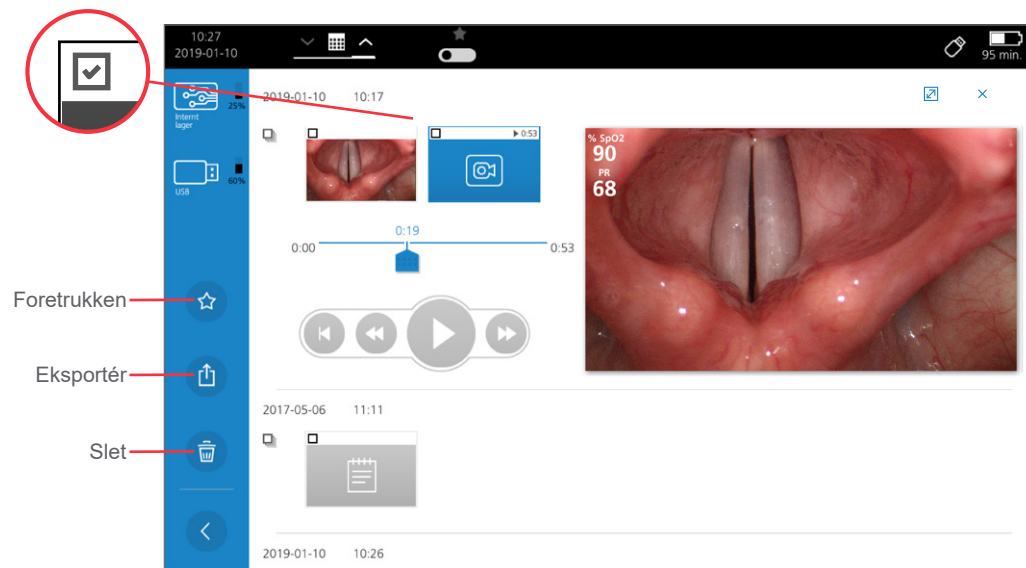 10:27
2019-01-10
95 min.
25%
Internt
lager
60%
USB
2019-01-10 10:17
0:53
% SpO2
90
PR
68
0:19
0:00
0:53
Foretrukken
Eksportér
Slet
2017-05-06 11:11
2019-01-10 10:26